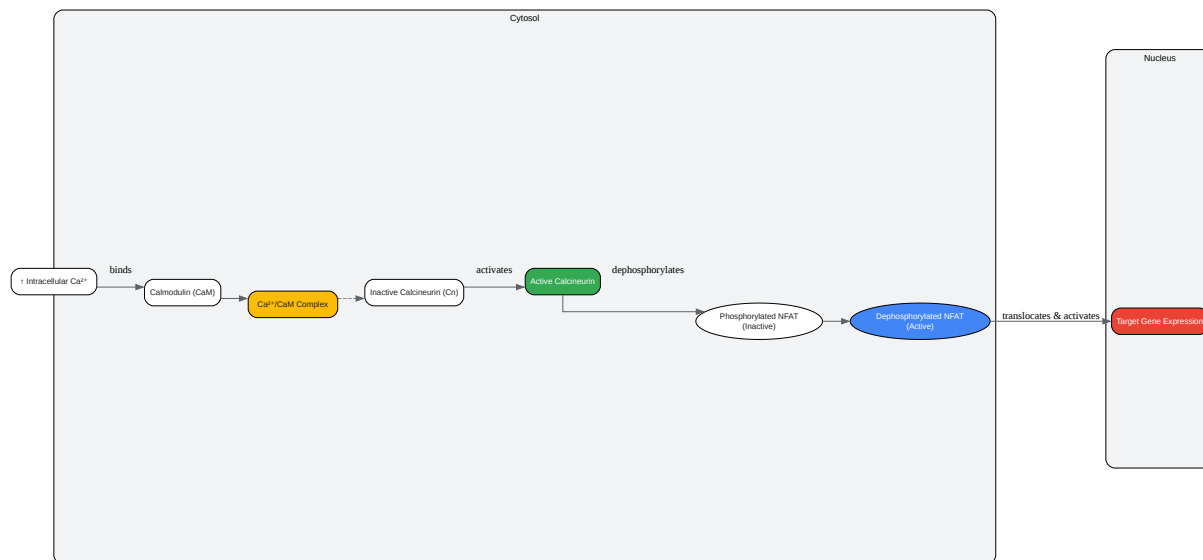 Cytosol
Nucleus
↑ Intracellular Ca²⁺
binds
Calmodulin (CaM)
Ca²⁺/CaM Complex
Inactive Calcineurin (Cn)
activates
Active Calcineurin
dephosphorylates
Phosphorylated NFAT
(Inactive)
Dephosphorylated NFAT
(Active)
translocates & activates
Target Gene Expression